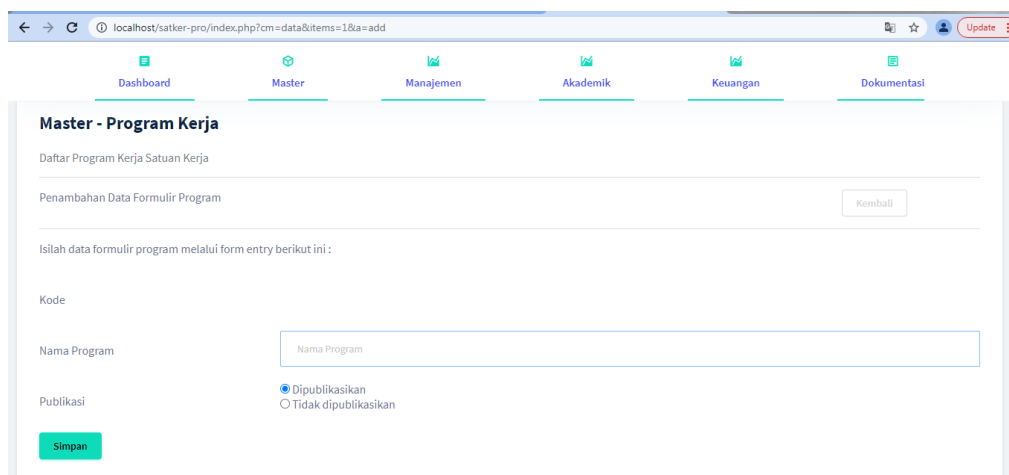 localhost/satker-pro/index.php?cm=data&items=1&a=add
Update
Dashboard Master Manajemen Akademik Keuangan Dokumentasi
Master - Program Kerja
Daftar Program Kerja Satuan Kerja
Penambahan Data Formulir Program Kembali
Isilah data formulir program melalui form entry berikut ini :
Kode
Nama Program Nama Program
Publikasi Dipublikasikan
Tidak dipublikasikan
Simpan